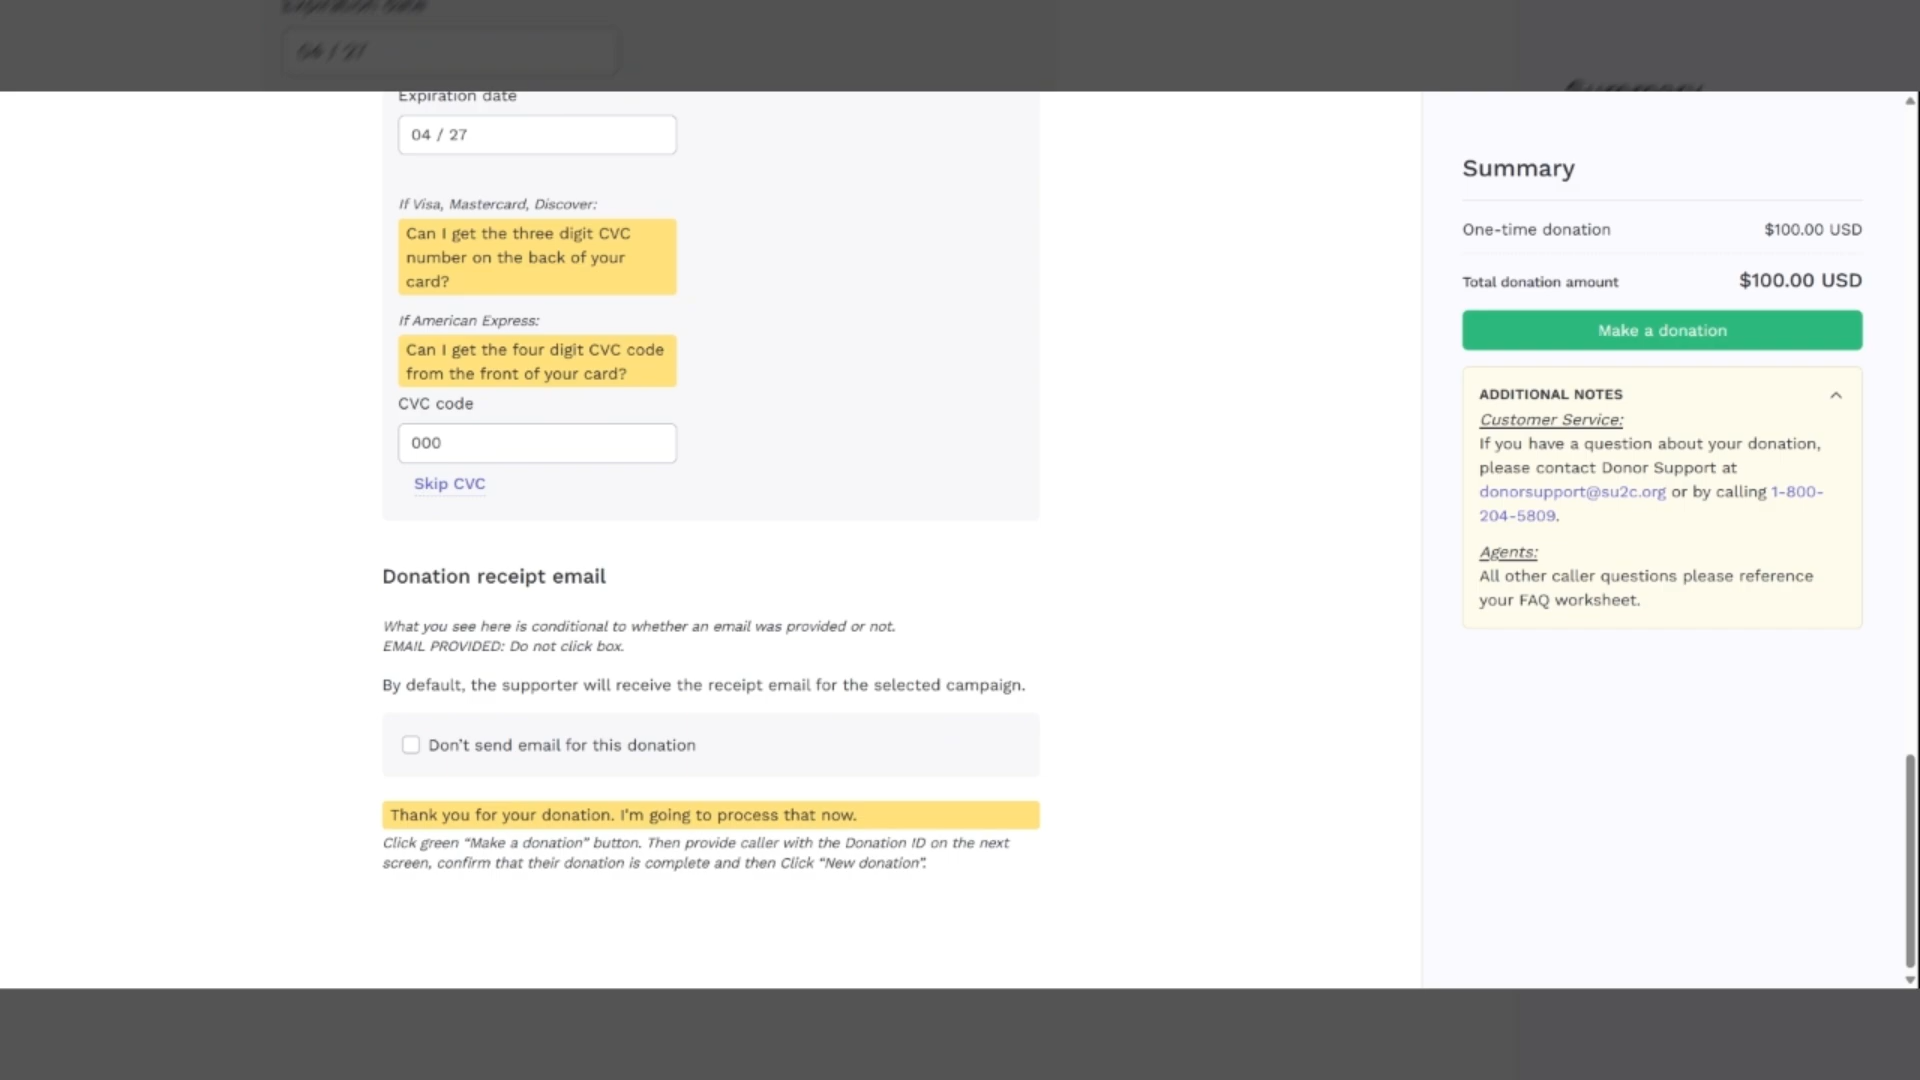 Expiration date
04 / 27
If Visa, Mastercard, Discover:
Can I get the three digit CVC
number on the back of your
card?
If American Express:
Can I get the four digit CVC code
from the front of your card?
CVC code
000
Skip CVC
Donation receipt email
What you see here is conditional to whether an email was provided or not.
EMAIL PROVIDED: Do not click box.
By default, the supporter will receive the receipt email for the selected campaign.
Don't send email for this donation
Thank you for your donation. I'm going to process that now.
Click green “Make a donation” button. Then provide caller with the Donation ID on the next
screen, confirm that their donation is complete and then Click “New donation”.
Summary
One-time donation $100.00 USD
Total donation amount $100.00 USD
Make a donation
ADDITIONAL NOTES
Customer Service:
If you have a question about your donation,
please contact Donor Support at
donorsupport@su2c.org or by calling 1-800-
204-5809.
Agents:
All other caller questions please reference
your FAQ worksheet.